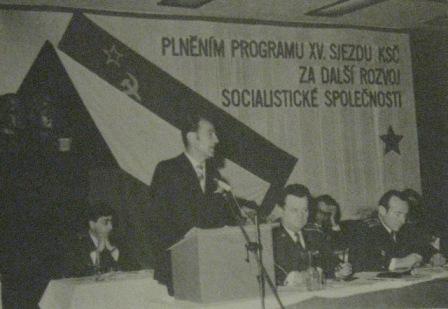 PLNĚNÍM PROGRAMU XV. SJEZDU KSČ
ZA DALŠÍ ROZVOJ
SOCIALISTICKÉ SPOLEČNOSTI